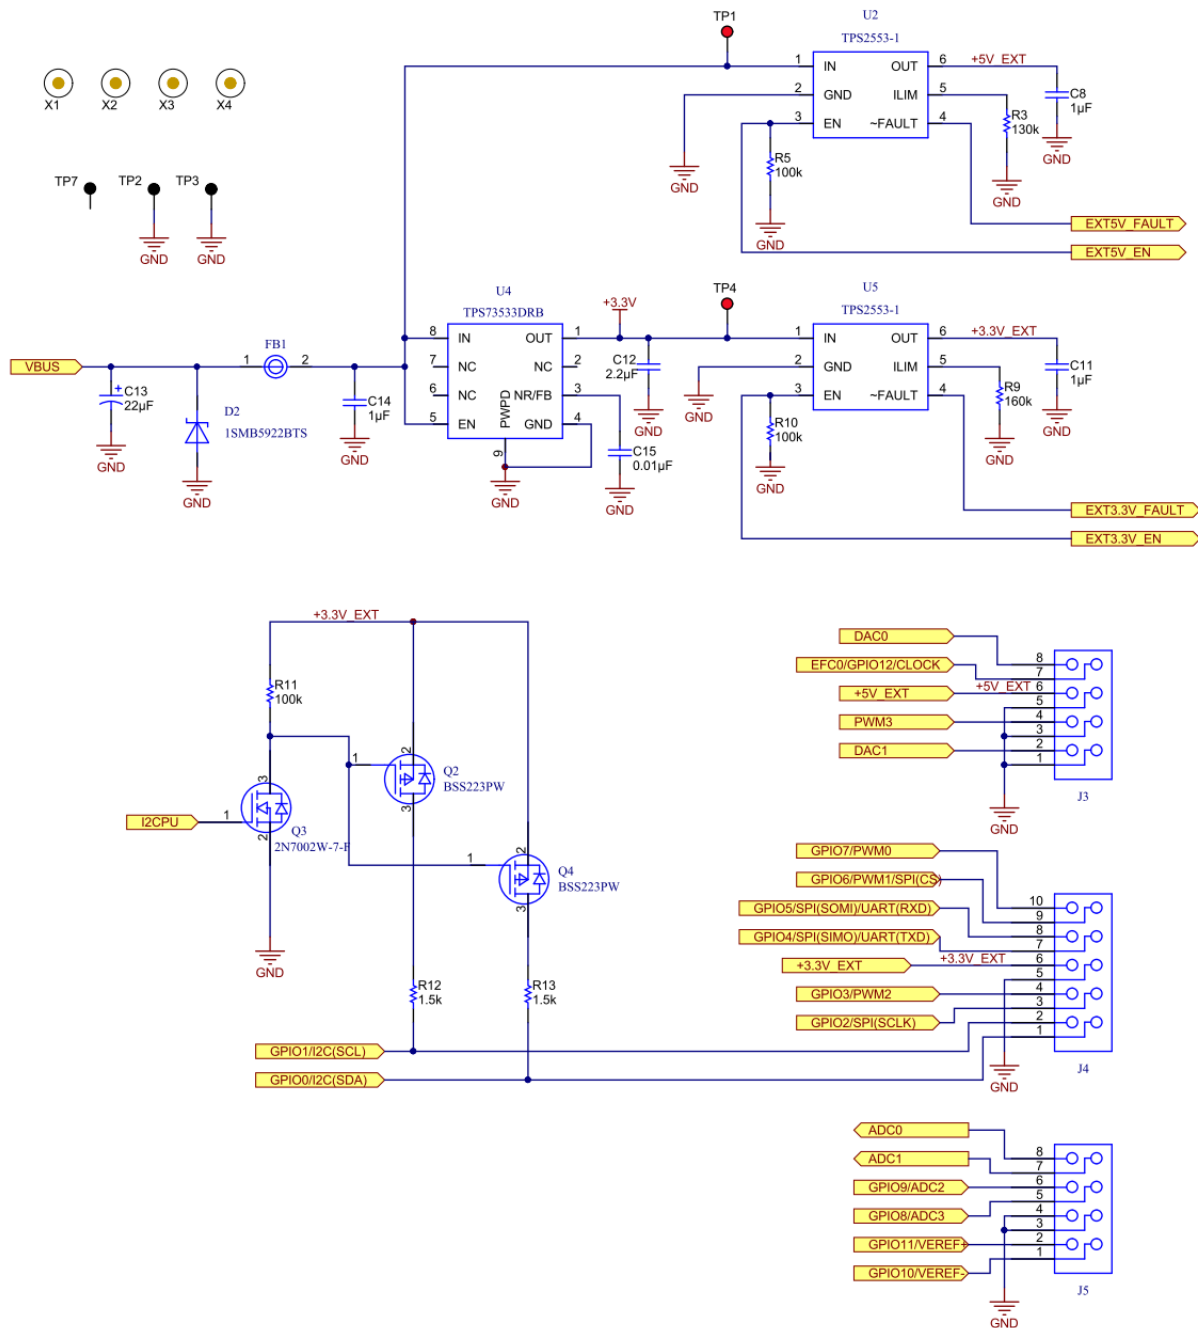 X1
X2
X3
X4
TP7
TP2
TP3
GND
GND
TP1
U2
TPS2553-1
1
IN
OUT
6
+5V_EXT
2
GND
ILIM
5
3
EN
~FAULT
4
C8
1µF
R3
130k
GND
R5
100k
GND
GND
GND
EXT5V_FAULT
EXT5V_EN
VBUS
C13
22µF
GND
D2
1SMB5922BTS
GND
1
FB1
2
C14
1µF
GND
U4
TPS73533DRB
8
IN
OUT
1
7
NC
NC
2
6
NC
NR/FB
3
5
EN
GND
4
PWPD
9
GND
+3.3V
C12
2.2µF
GND
C15
0.01µF
GND
TP4
U5
TPS2553-1
1
IN
OUT
6
+3.3V_EXT
2
GND
ILIM
5
3
EN
~FAULT
4
GND
R10
100k
GND
R9
160k
GND
C11
1µF
GND
EXT3.3V_FAULT
EXT3.3V_EN
+3.3V_EXT
R11
100k
I2CPU
1
3
2
Q3
2N7002W-7-F
GND
1
2
3
Q2
BSS223PW
1
2
3
Q4
BSS223PW
R12
1.5k
R13
1.5k
GPIO1/I2C(SCL)
GPIO0/I2C(SDA)
DAC0
EFC0/GPIO12/CLOCK
+5V_EXT
+5V_EXT
PWM3
DAC1
8
7
6
5
4
3
2
1
GND
J3
GPIO7/PWM0
GPIO6/PWM1/SPI(CS)
GPIO5/SPI(SOMI)/UART(RXD)
GPIO4/SPI(SIMO)/UART(TXD)
+3.3V_EXT
+3.3V_EXT
GPIO3/PWM2
GPIO2/SPI(SCLK)
10
9
8
7
6
5
4
3
2
1
GND
J4
ADC0
ADC1
GPIO9/ADC2
GPIO8/ADC3
GPIO11/VEREF+
GPIO10/VEREF-
8
7
6
5
4
3
2
1
GND
J5